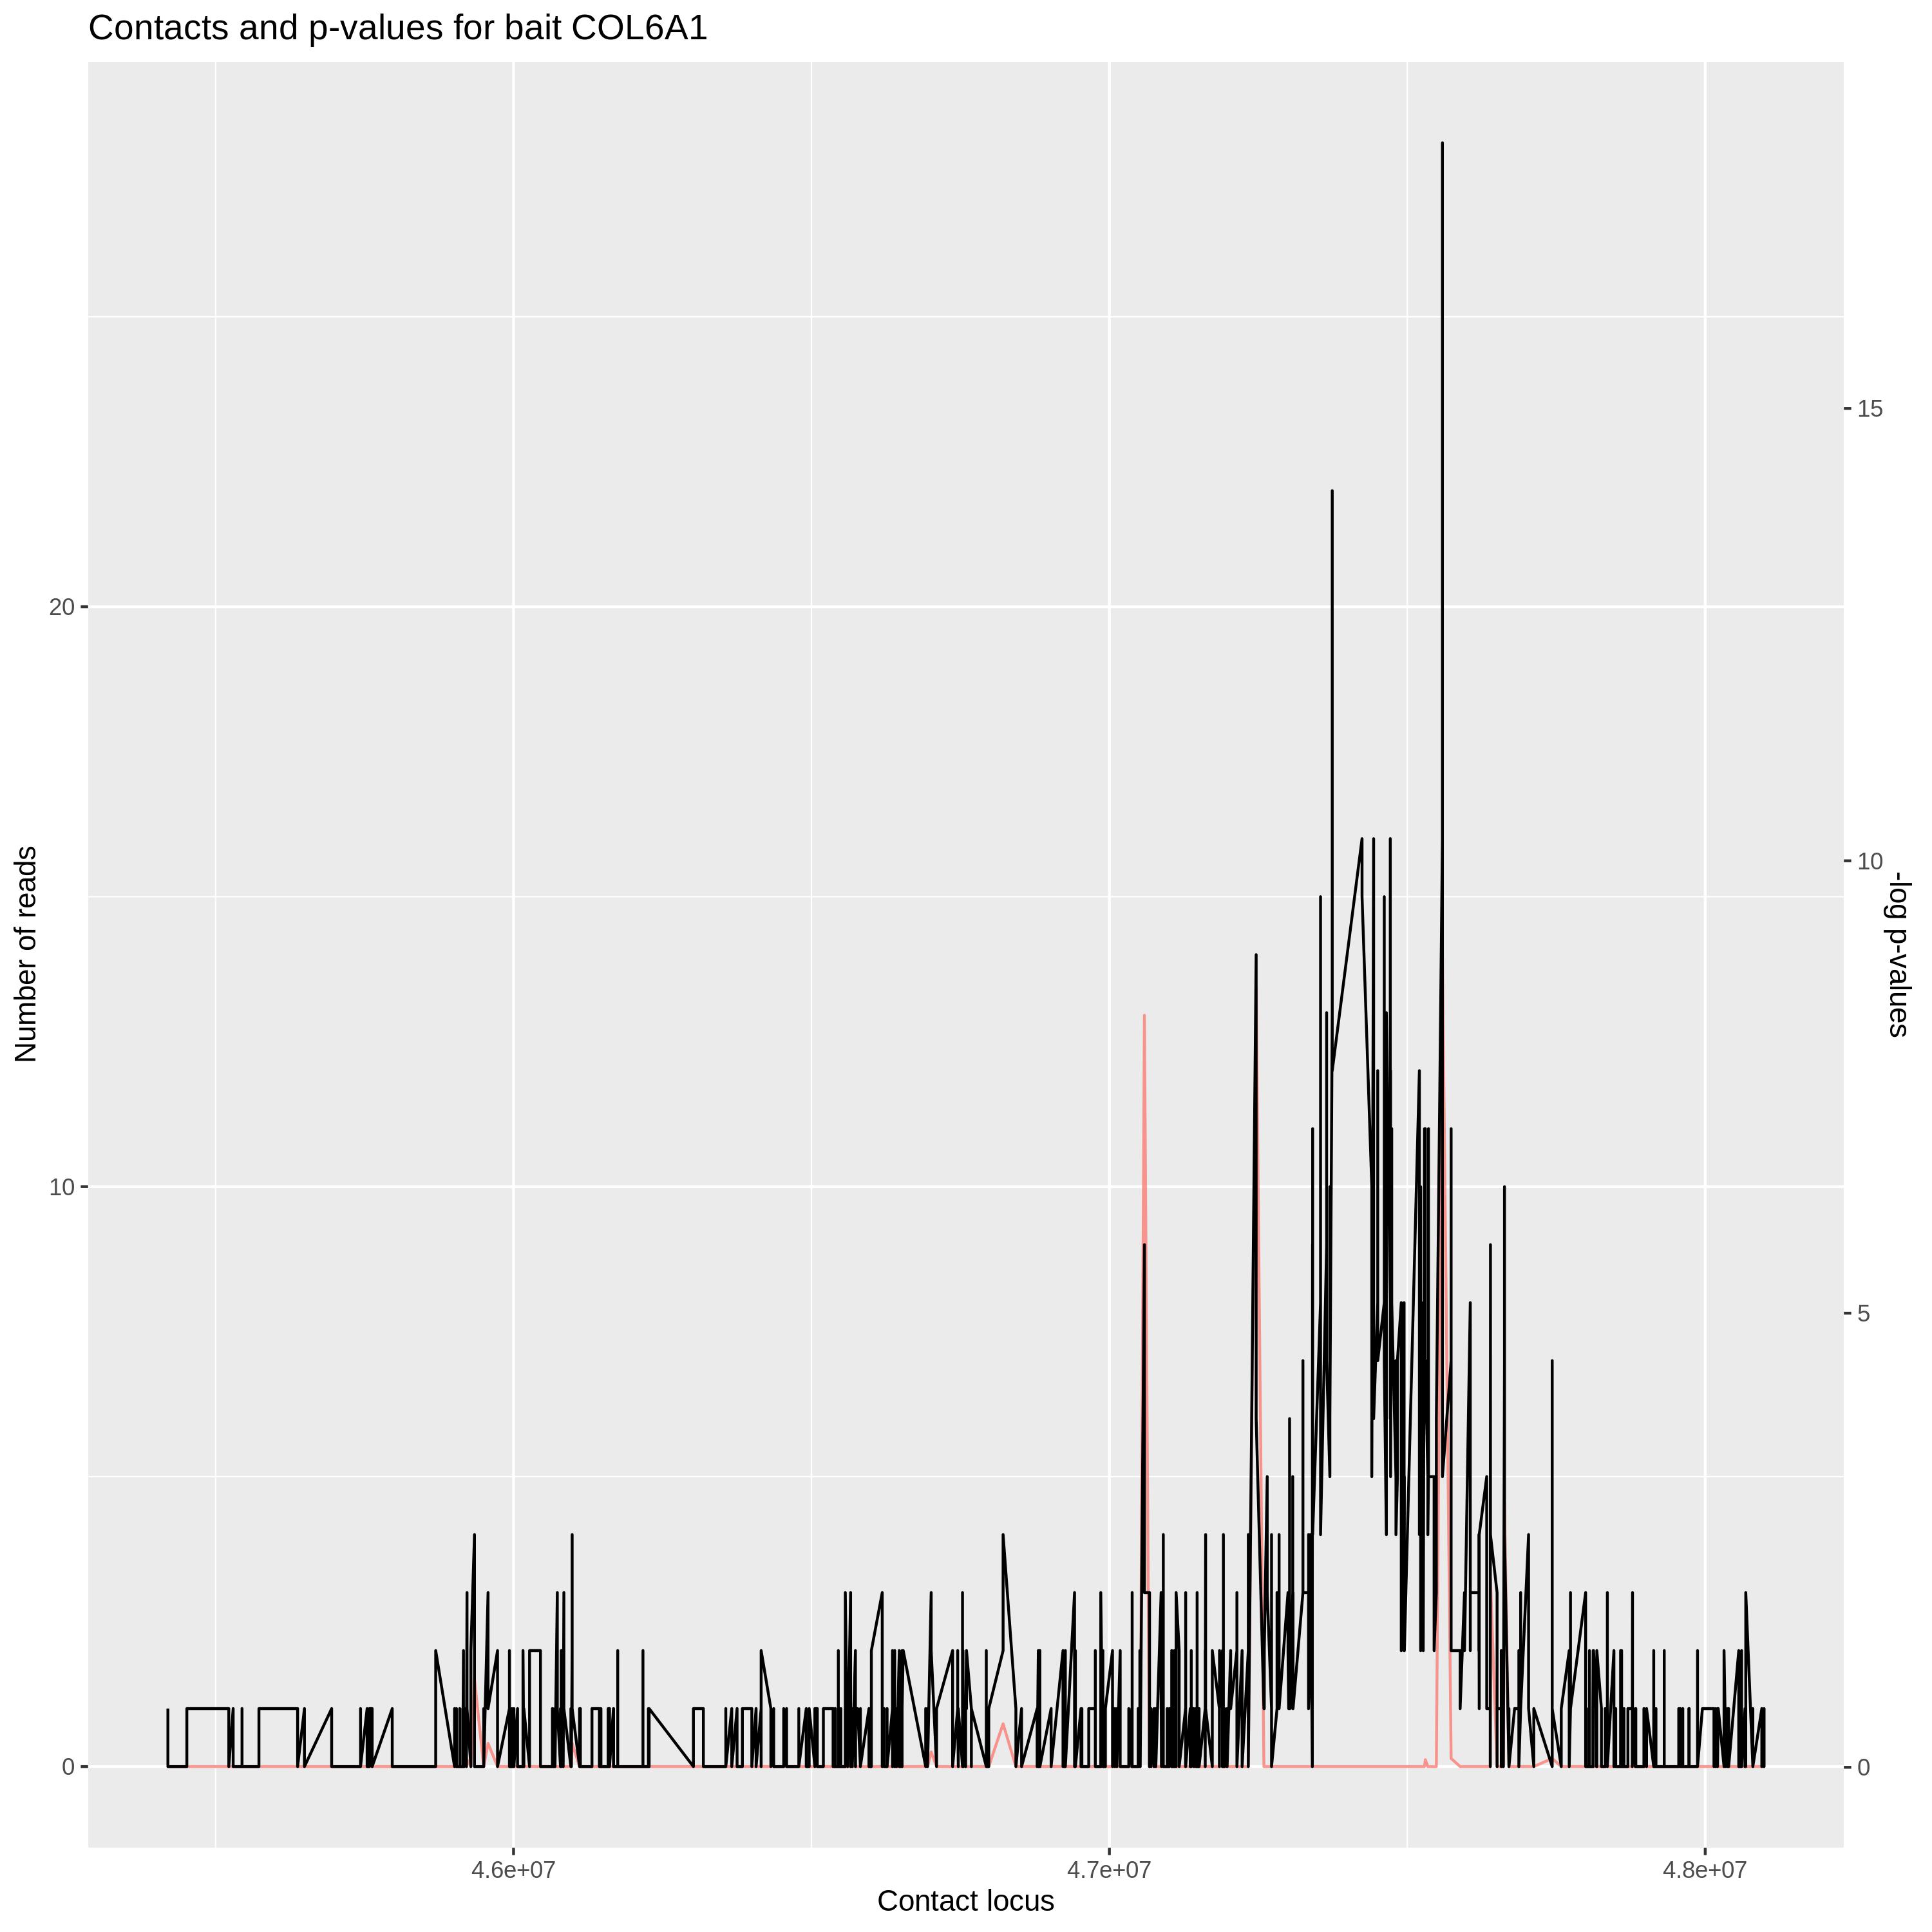 Contacts and p-values for bait COL6A1
Number of reads
20
10
0
15
10
5
0
-log p-values
4.6e+07
4.7e+07
4.8e+07
Contact locus